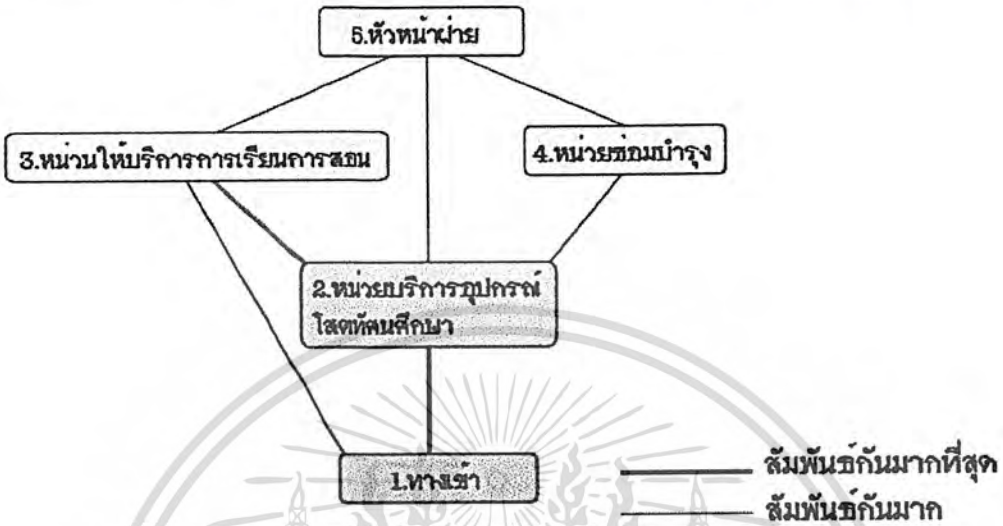 5.หัวหน้าฝ่าย
3.หน่วนให้บริการการเรียนการสอน
4.หน่วยซ่อมบำรุง
2.หน่วยบริการอุปกรณ์
โสตทัศนศึกษา
1.ทางเข้า
สัมพันธ์กันมากที่สุด
สัมพันธ์กันมาก